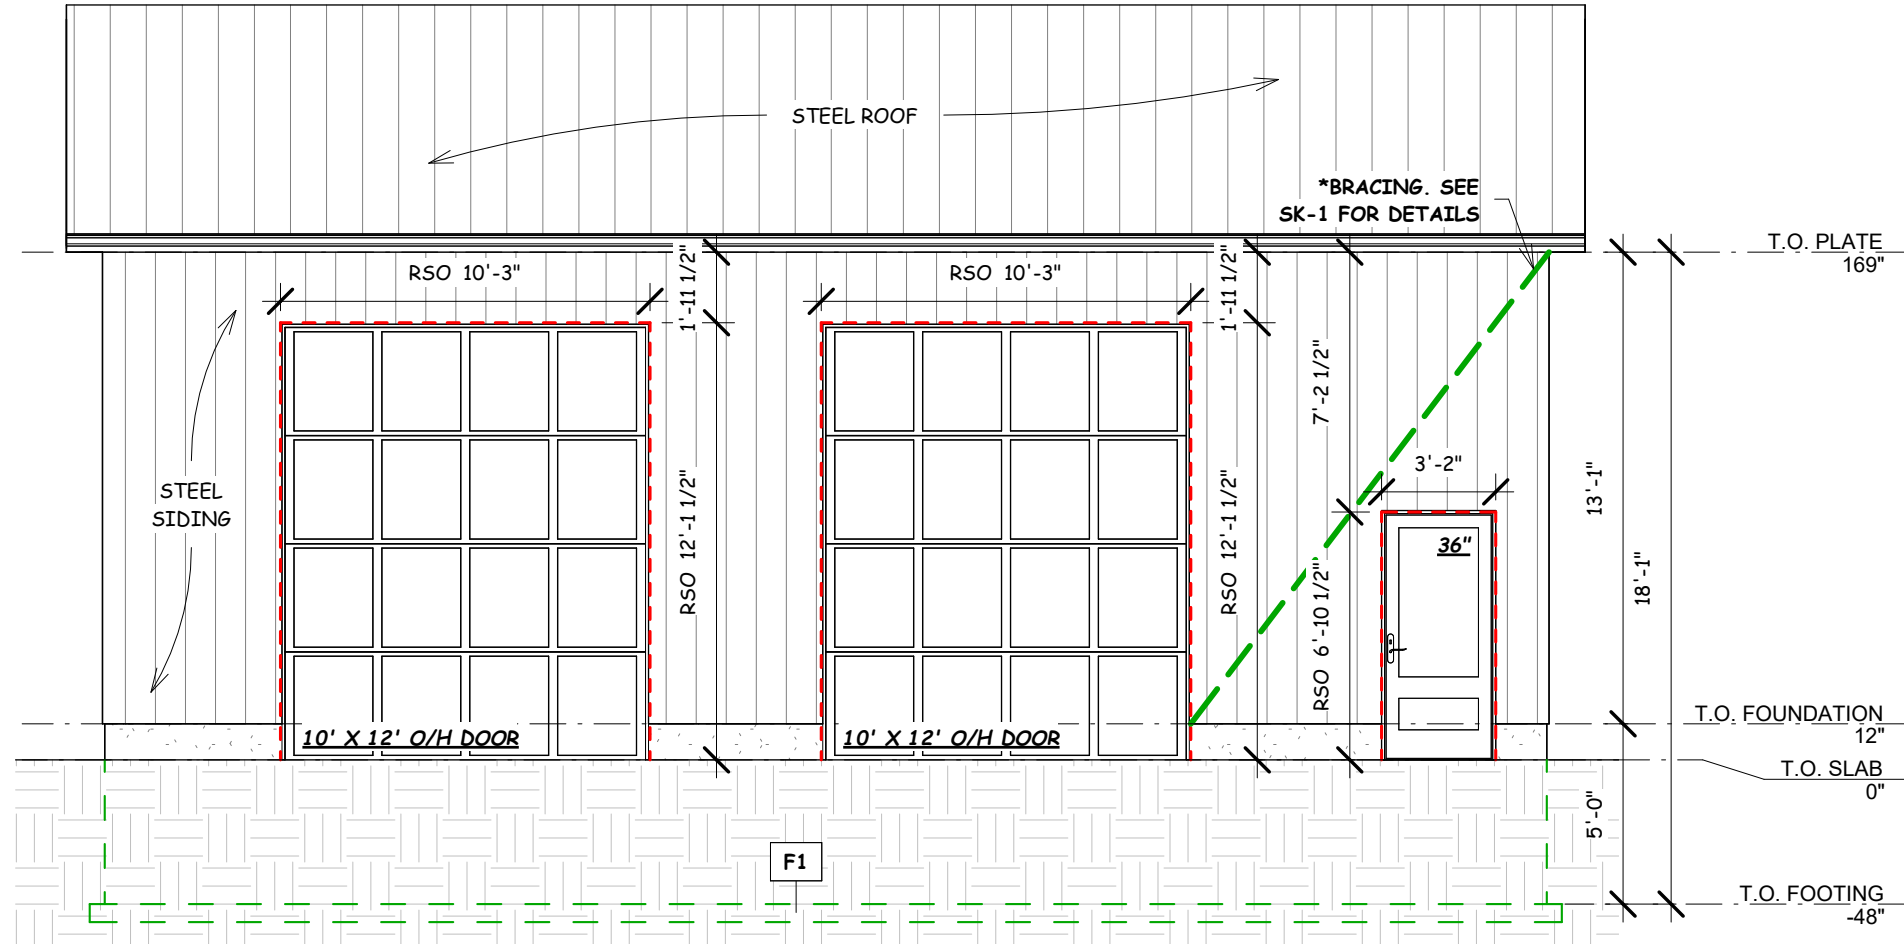 STEEL ROOF
*BRACING. SEE
SK-1 FOR DETAILS
T.O. PLATE
169"
RSO 10'-3"
1'-11 1/2"
RSO 10'-3"
1'-11 1/2"
7'-2 1/2"
3'-2"
STEEL
SIDING
RSO 12'-1 1/2"
RSO 12'-1 1/2"
RSO 6'-10 1/2"
36"
13'-1"
18'-1"
10' X 12' O/H DOOR
10' X 12' O/H DOOR
T.O. FOUNDATION
12"
T.O. SLAB
0"
5'-0"
F1
T.O. FOOTING
-48"